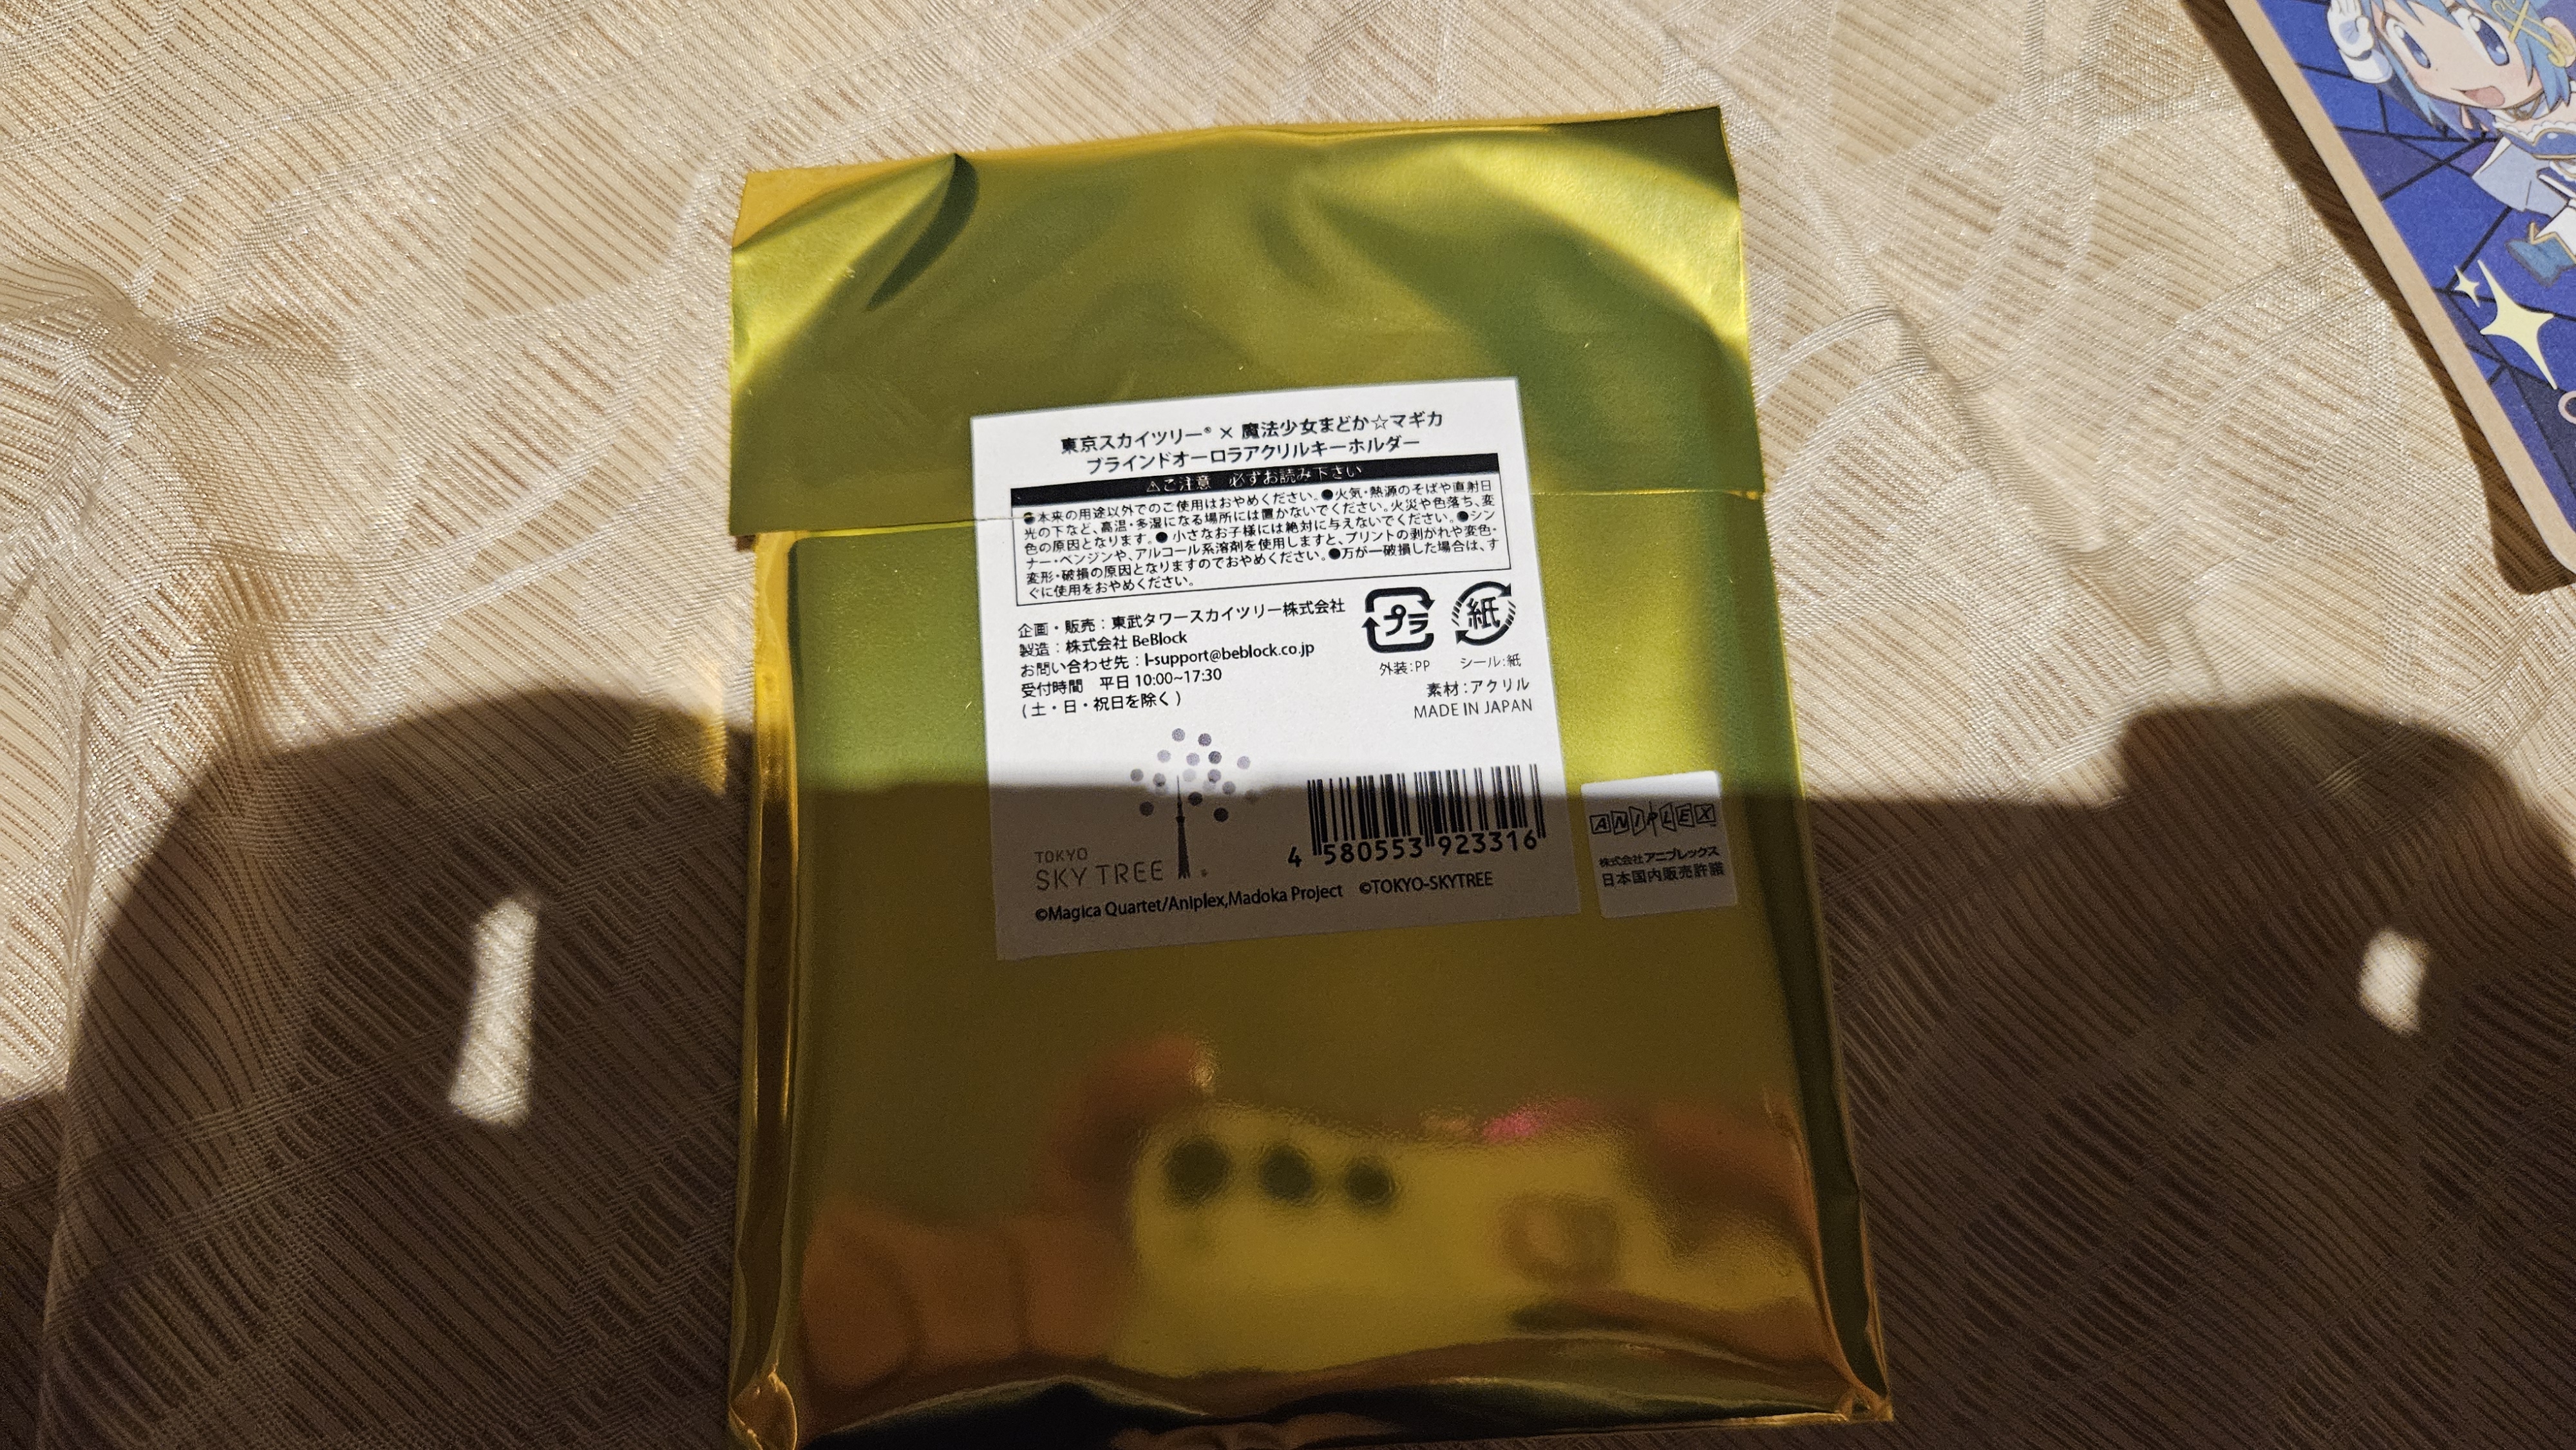 東京スカイツリー® × 魔法少女まどか☆マギカ
ブラインドオーロラアクリルキーホルダー
⚠ご注意 必ずお読み下さい
●本来の用途以外でのご使用はおやめください。●火気・熱源のそばや直射日
光の下など、高温・多湿になる場所には置かないでください。火災や色落ち、変
色の原因となります。●小さなお子様には絶対に与えないでください。●シン
ナー・ベンジンや、アルコール系溶剤を使用しますと、プリントの剥がれや変色・
変形・破損の原因となりますのでおやめください。●万が一破損した場合は、す
ぐに使用をおやめください。
企画・販売：東武タワースカイツリー株式会社
製造：株式会社 BeBlock
お問い合わせ先：l-support@beblock.co.jp
受付時間 平日 10:00~17:30
(土・日・祝日を除く)
プラ
紙
外装：PP
シール：紙
素材：アクリル
MADE IN JAPAN
TOKYO
SKY TREE®
4 580553 923316
©Magica Quartet/Aniplex,Madoka Project ©TOKYO-SKYTREE
ANIPLEX
株式会社アニプレックス
日本国内販売許諾